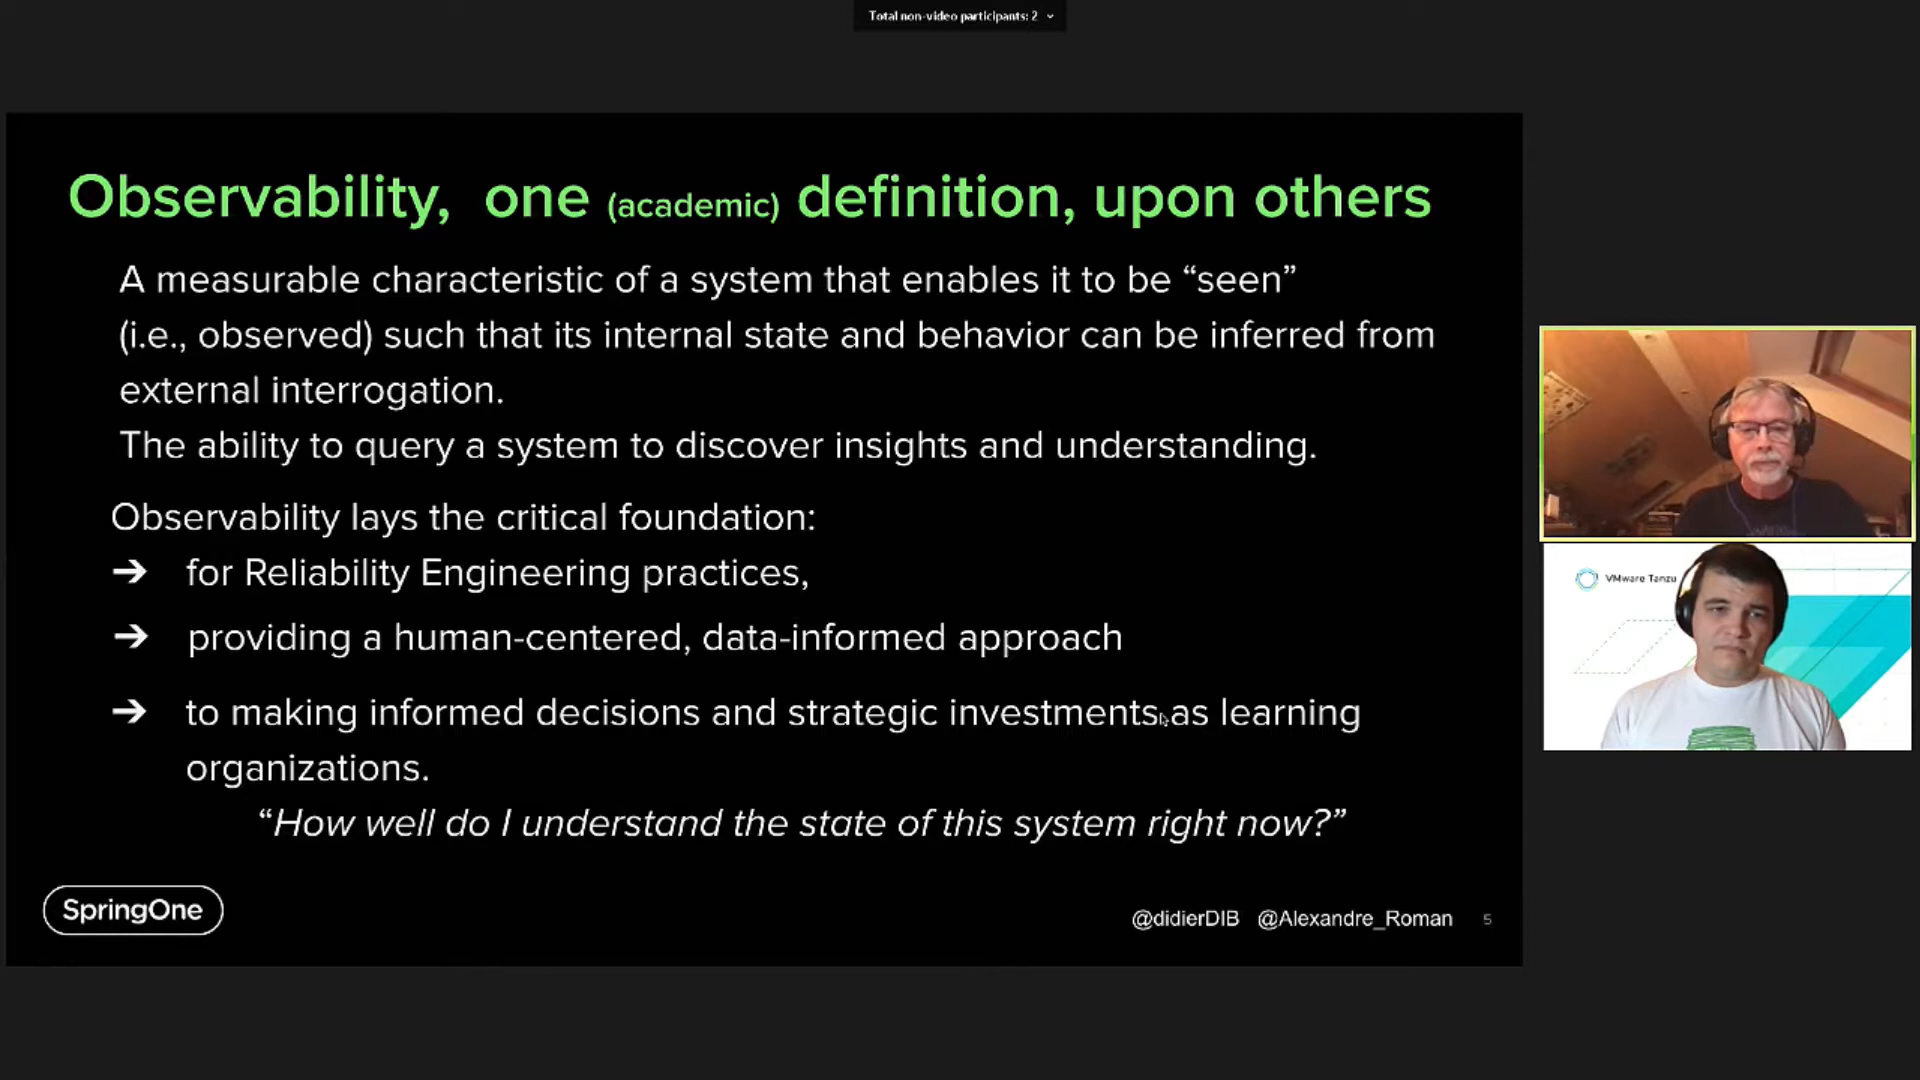 Total non-video participants: 2
Observability, one (academic) definition, upon others
A measurable characteristic of a system that enables it to be “seen”
(i.e., observed) such that its internal state and behavior can be inferred from
external interrogation.
The ability to query a system to discover insights and understanding.
Observability lays the critical foundation:
➔ for Reliability Engineering practices,
➔ providing a human-centered, data-informed approach
➔ to making informed decisions and strategic investments as learning
organizations.
“How well do I understand the state of this system right now?”
SpringOne
@didierDIB @Alexandre_Roman 5
VMware Tanzu